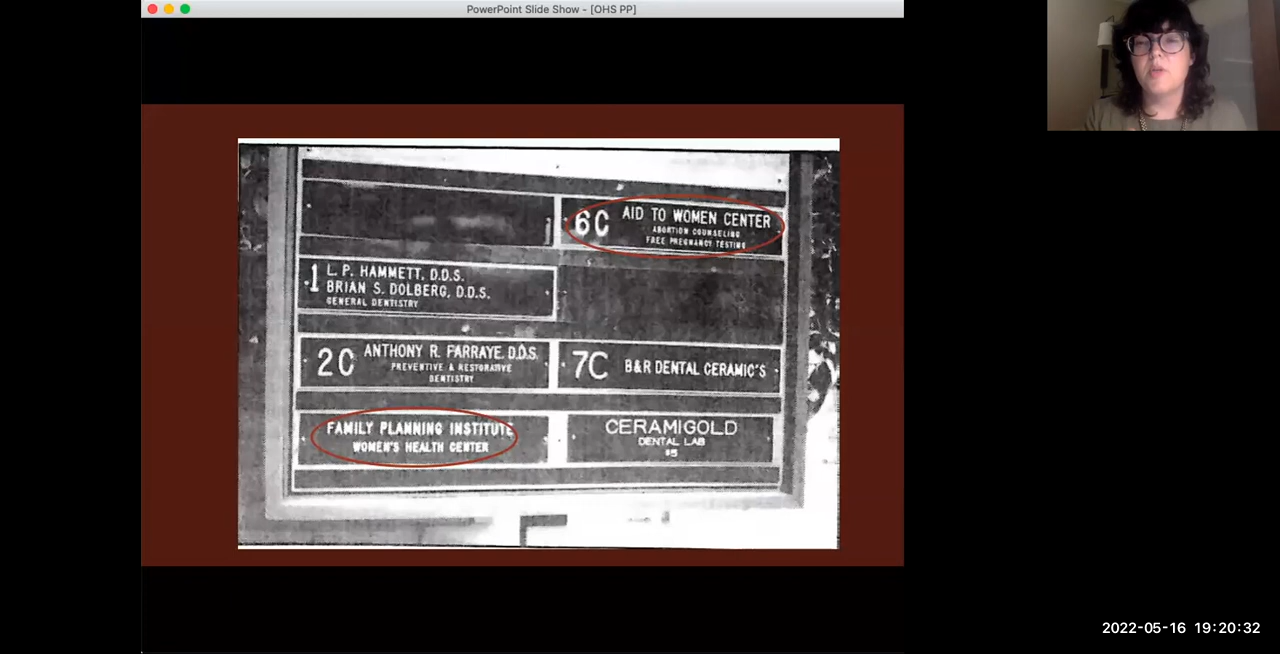 PowerPoint Slide Show - [OHS PP]
6C AID TO WOMEN CENTER
ABORTION COUNSELING
FREE PREGNANCY TESTING
1 L. P. HAMMETT, D.D.S.
BRIAN S. DOLBERG, D.D.S.
GENERAL DENTISTRY
2C ANTHONY R. FARRAYE, D.D.S.
PREVENTIVE & RESTORATIVE
DENTISTRY
7C B&R DENTAL CERAMIC'S
FAMILY PLANNING INSTITUTE
WOMEN'S HEALTH CENTER
CERAMIGOLD
DENTAL LAB
#5
2022-05-16 19:20:32